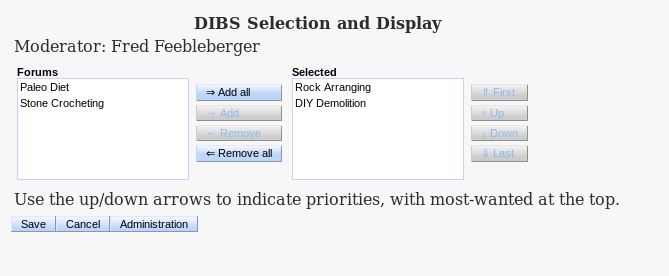 DIBS Selection and Display
Moderator: Fred Feebleberger
Forums
Selected
Paleo Diet
Stone Crocheting
⇒ Add all
→ Add
← Remove
⇐ Remove all
Rock Arranging
DIY Demolition
⇑ First
↑ Up
↓ Down
⇓ Last
Use the up/down arrows to indicate priorities, with most-wanted at the top.
Save Cancel Administration